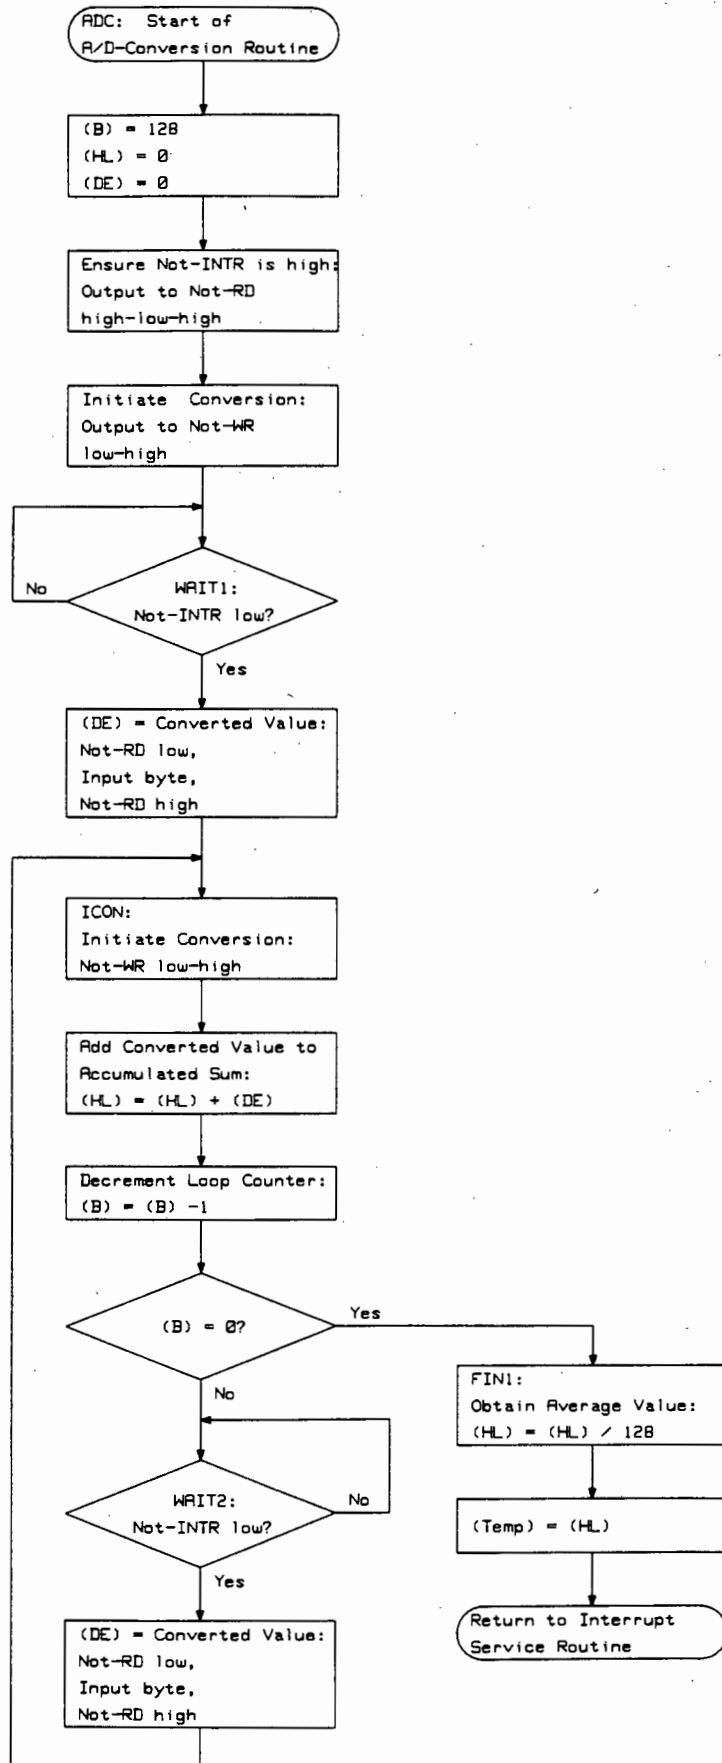 ADC: Start of
A/D-Conversion Routine
(B) = 128
(HL) = 0
(DE) = 0
Ensure Not-INTR is high:
Output to Not-RD
high-low-high
Initiate Conversion:
Output to Not-WR
low-high
No
WAIT1:
Not-INTR low?
Yes
(DE) = Converted Value:
Not-RD low,
Input byte,
Not-RD high
ICON:
Initiate Conversion:
Not-WR low-high
Add Converted Value to
Accumulated Sum:
(HL) = (HL) + (DE)
Decrement Loop Counter:
(B) = (B) -1
(B) = 0?
Yes
No
FIN1:
Obtain Average Value:
(HL) = (HL) / 128
WAIT2:
Not-INTR low?
No
Yes
(Temp) = (HL)
Return to Interrupt
Service Routine
(DE) = Converted Value:
Not-RD low,
Input byte,
Not-RD high